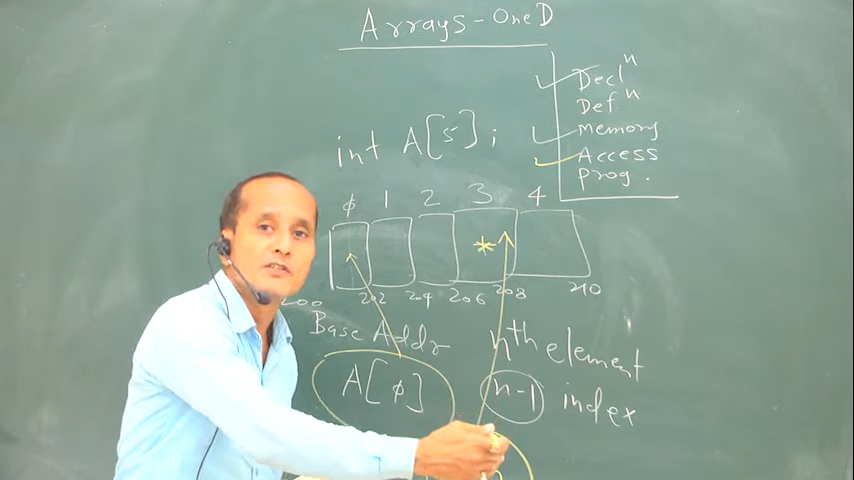 Arrays - One D
Decl^n
Def^n
memory
Access
prog.
int A[5];
ϕ 1 2 3 4
*
200 202 204 206 208 210
Base Addr
nth element
A[ϕ]
n-1 index